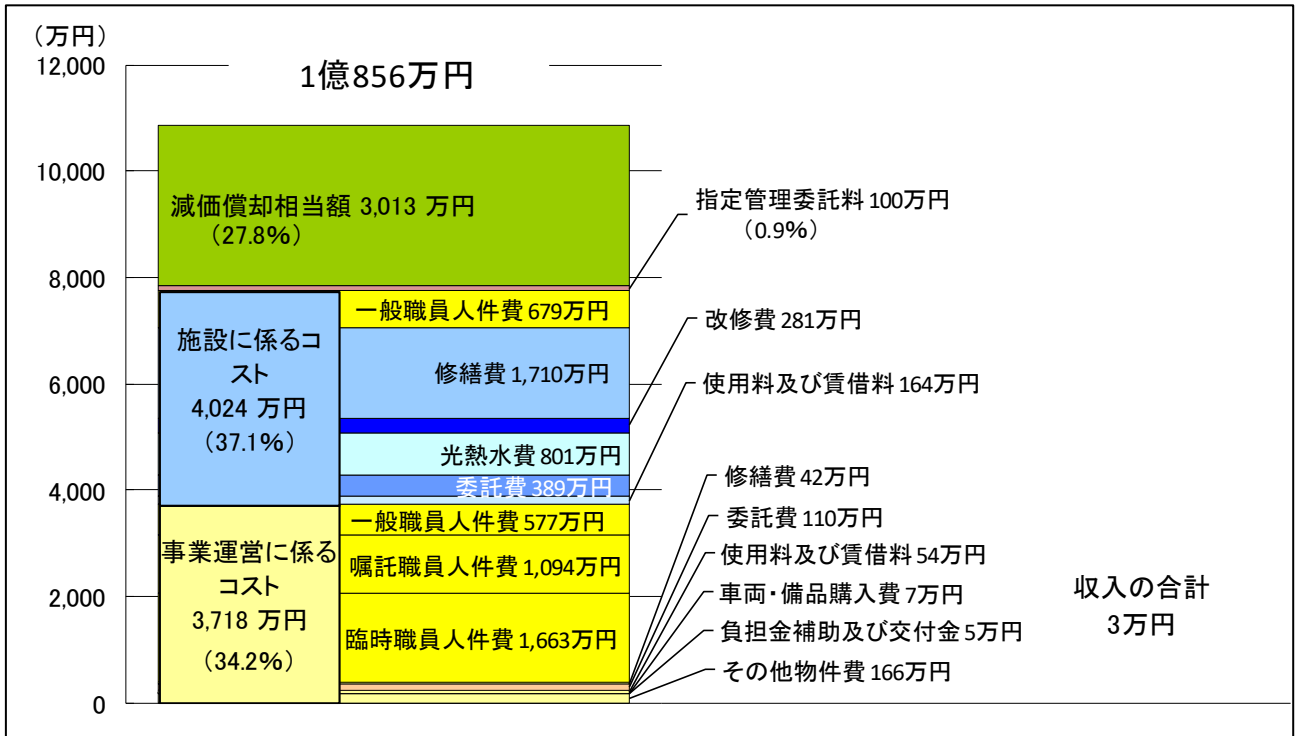 （万円）
12,000
1億856万円
10,000
減価償却相当額 3,013 万円
（27.8％）
指定管理委託料 100万円
（0.9％）
8,000
一般職員人件費 679万円
改修費 281万円
施設に係るコ
スト
4,024 万円
（37.1％）
修繕費 1,710万円
使用料及び賃借料 164万円
6,000
光熱水費 801万円
委託費 389万円
修繕費 42万円
4,000
一般職員人件費 577万円
委託費 110万円
事業運営に係る
コスト
3,718 万円
（34.2％）
嘱託職員人件費 1,094万円
使用料及び賃借料 54万円
車両・備品購入費 7万円
収入の合計
3万円
2,000
臨時職員人件費 1,663万円
負担金補助及び交付金 5万円
その他物件費 166万円
0